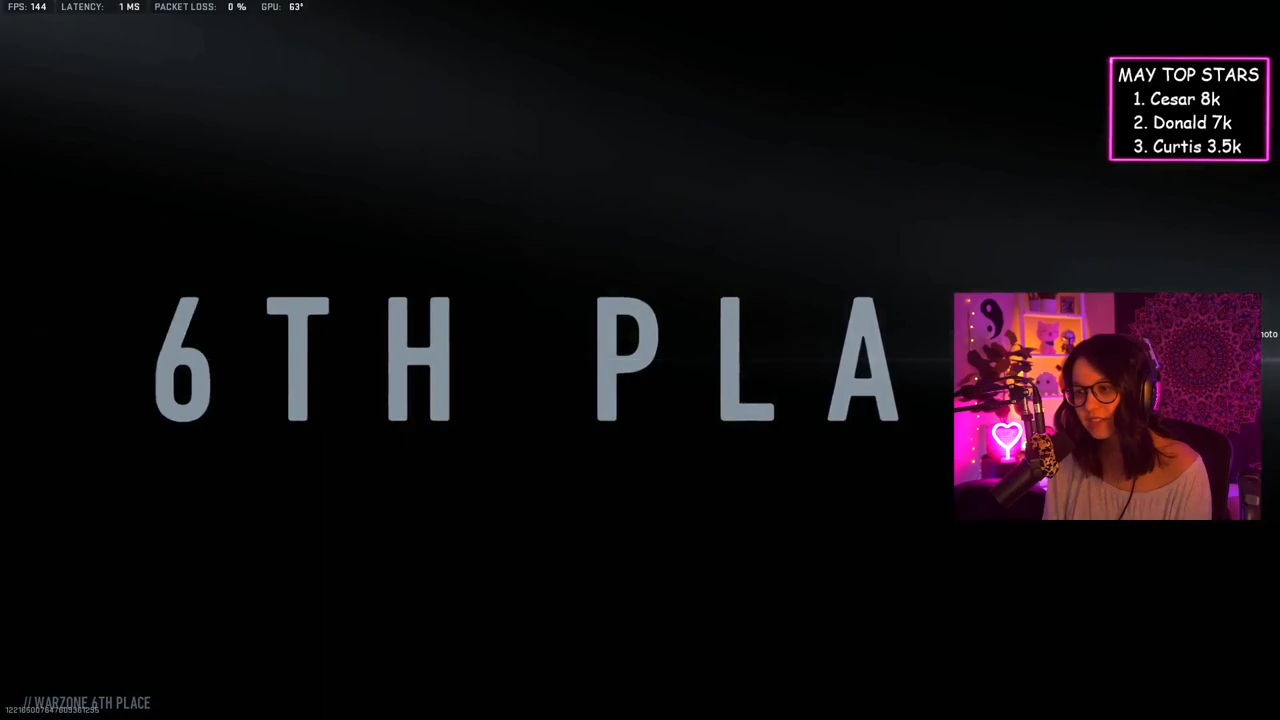 FPS: 144 LATENCY: 1 MS PACKET LOSS: 0 % GPU: 63°
MAY TOP STARS
1. Cesar 8k
2. Donald 7k
3. Curtis 3.5k
6TH PLA
hoto
// WARZONE 6TH PLACE